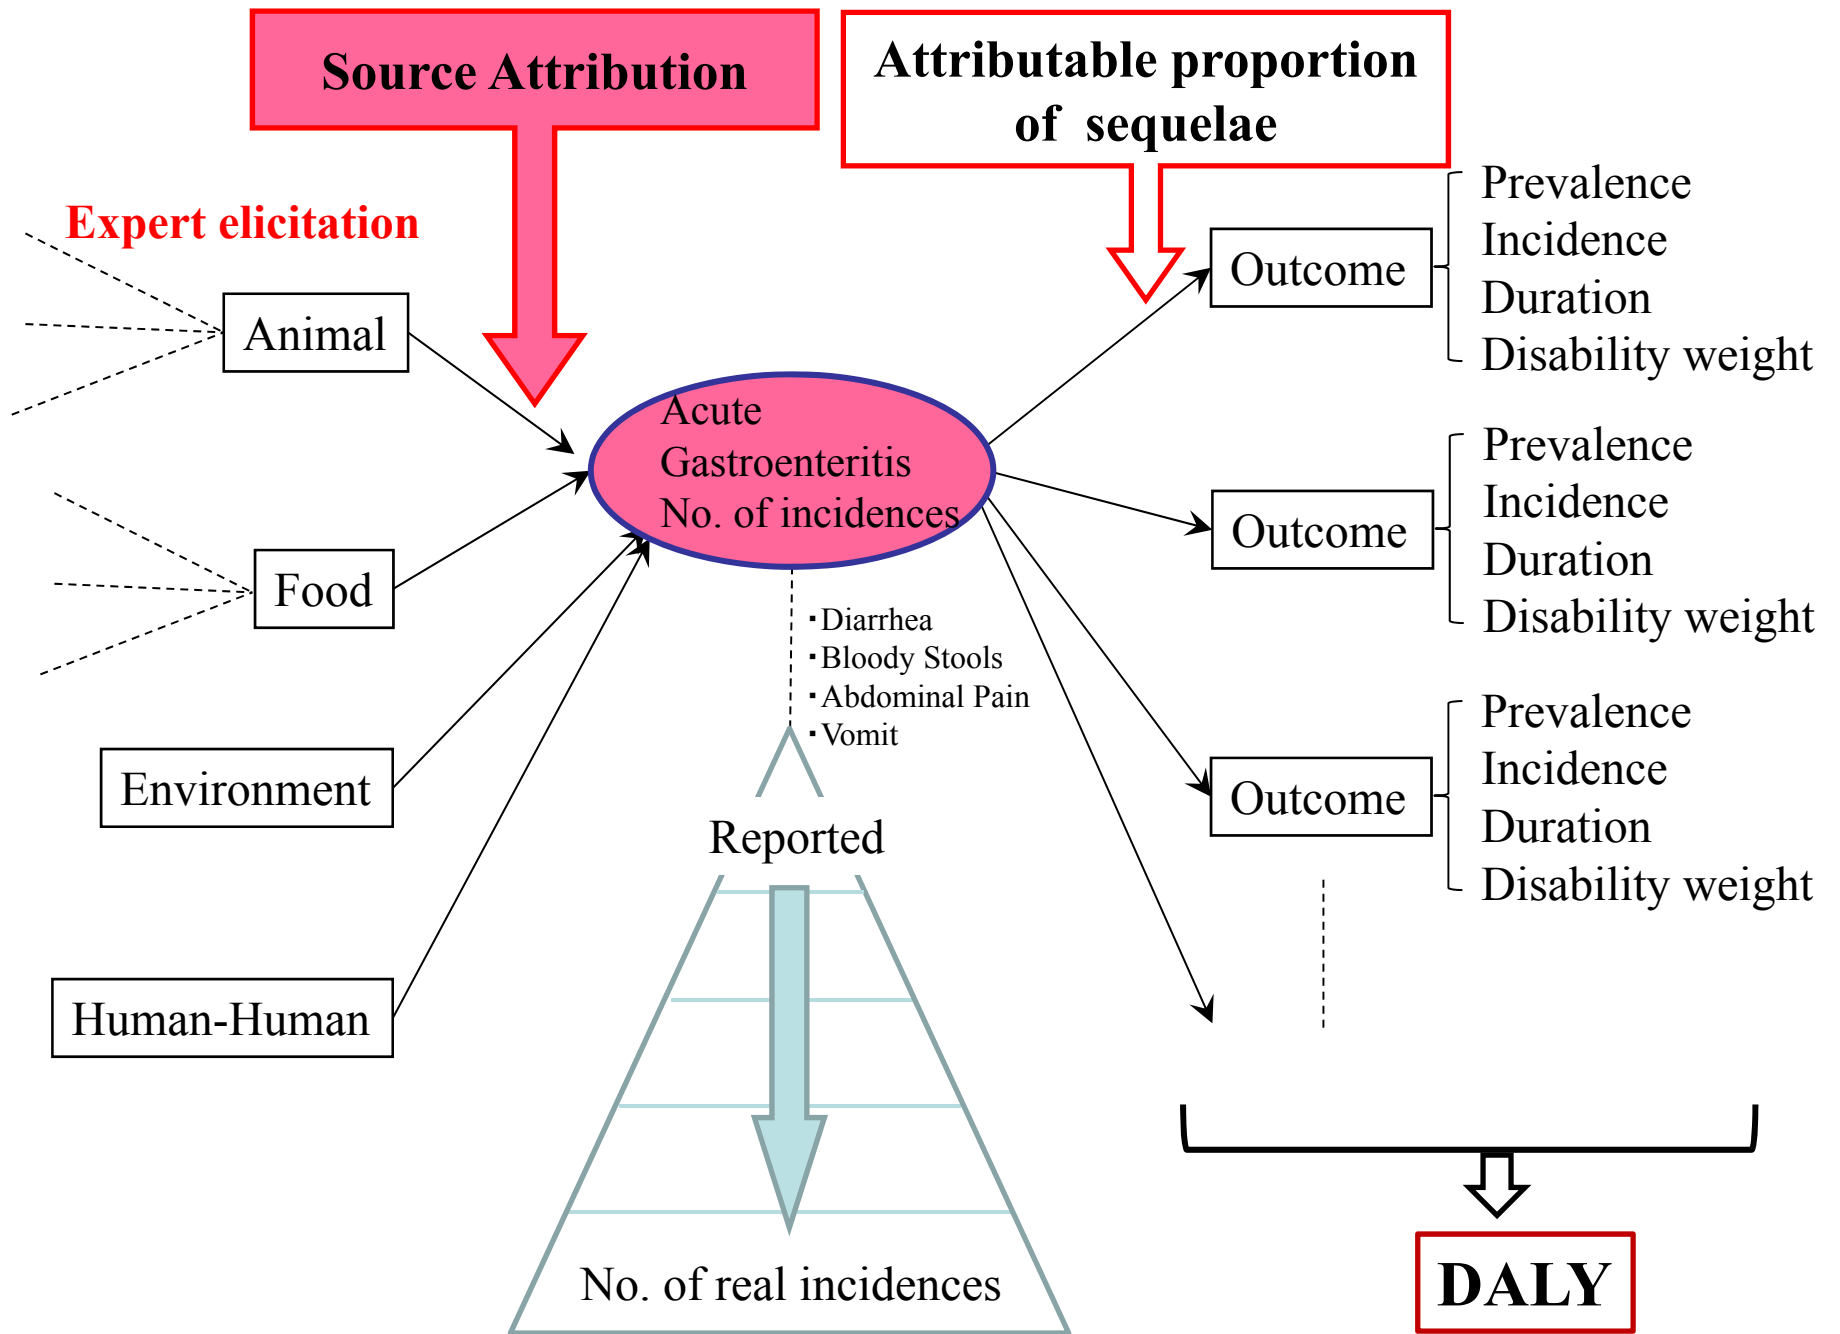 Source Attribution
Attributable proportion
of sequelae
Expert elicitation
Animal
Food
Environment
Human-Human
Acute
Gastroenteritis
No. of incidences
・Diarrhea
・Bloody Stools
・Abdominal Pain
・Vomit
Reported
No. of real incidences
Outcome
Prevalence
Incidence
Duration
Disability weight
Outcome
Prevalence
Incidence
Duration
Disability weight
Outcome
Prevalence
Incidence
Duration
Disability weight
DALY